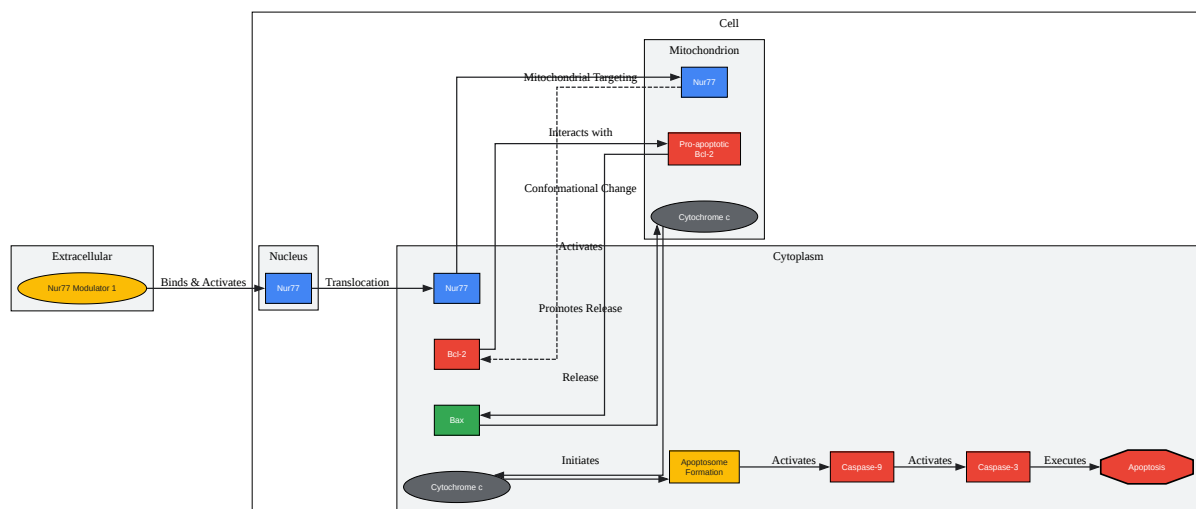 Cell
Mitochondrion
Mitochondrial Targeting
Nur77
Interacts with
Pro-apoptotic
Bcl-2
Conformational Change
Cytochrome c
Activates
Extracellular
Nur77 Modulator 1
Binds & Activates
Nucleus
Nur77
Translocation
Cytoplasm
Nur77
Promotes Release
Bcl-2
Release
Bax
Initiates
Cytochrome c
Apoptosome
Formation
Activates
Caspase-9
Activates
Caspase-3
Executes
Apoptosis